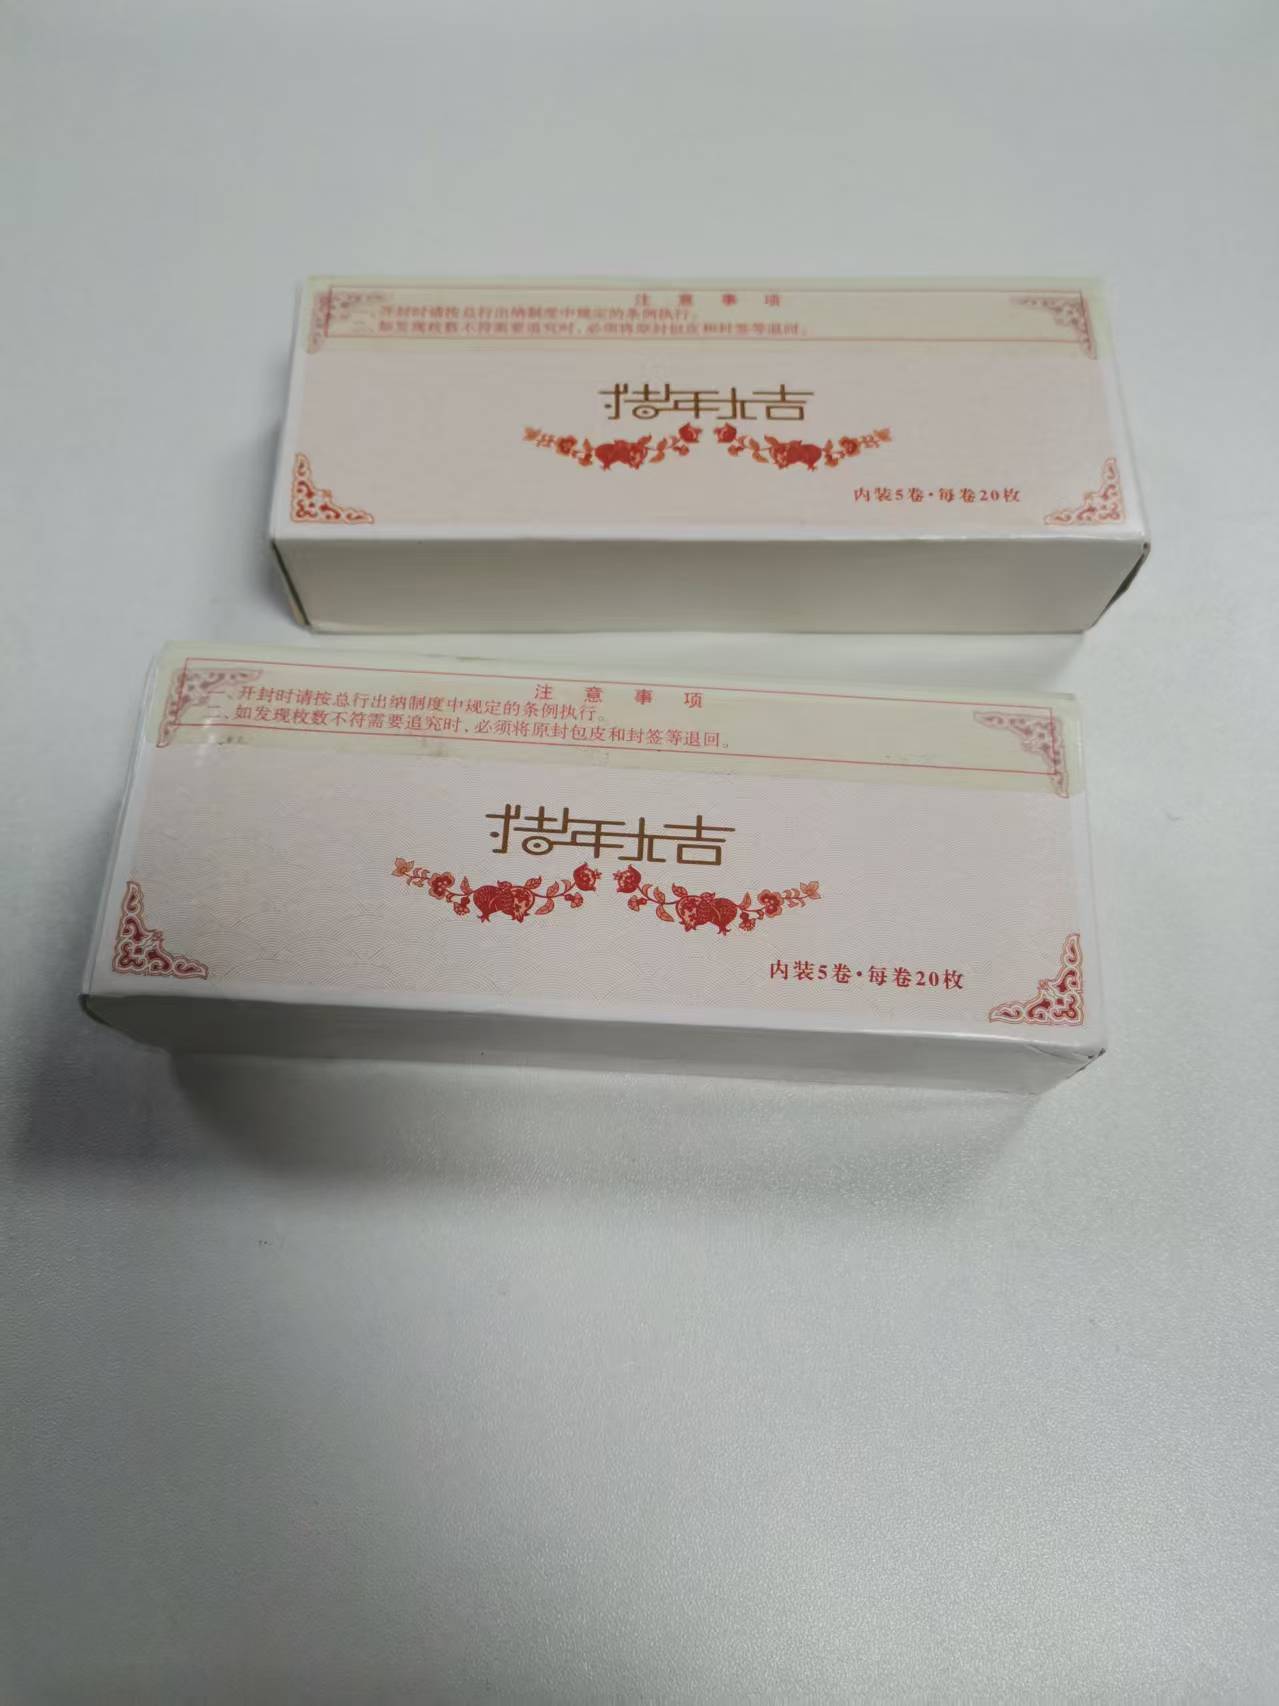 注意事项
一、开封时请按总行出纳制度中规定的条例执行。
二、如发现枚数不符需要追究时，必须将原封包皮和封签等退回。
猪年大吉
内装5卷·每卷20枚
注意事项
一、开封时请按总行出纳制度中规定的条例执行。
二、如发现枚数不符需要追究时，必须将原封包皮和封签等退回。
猪年大吉
内装5卷·每卷20枚